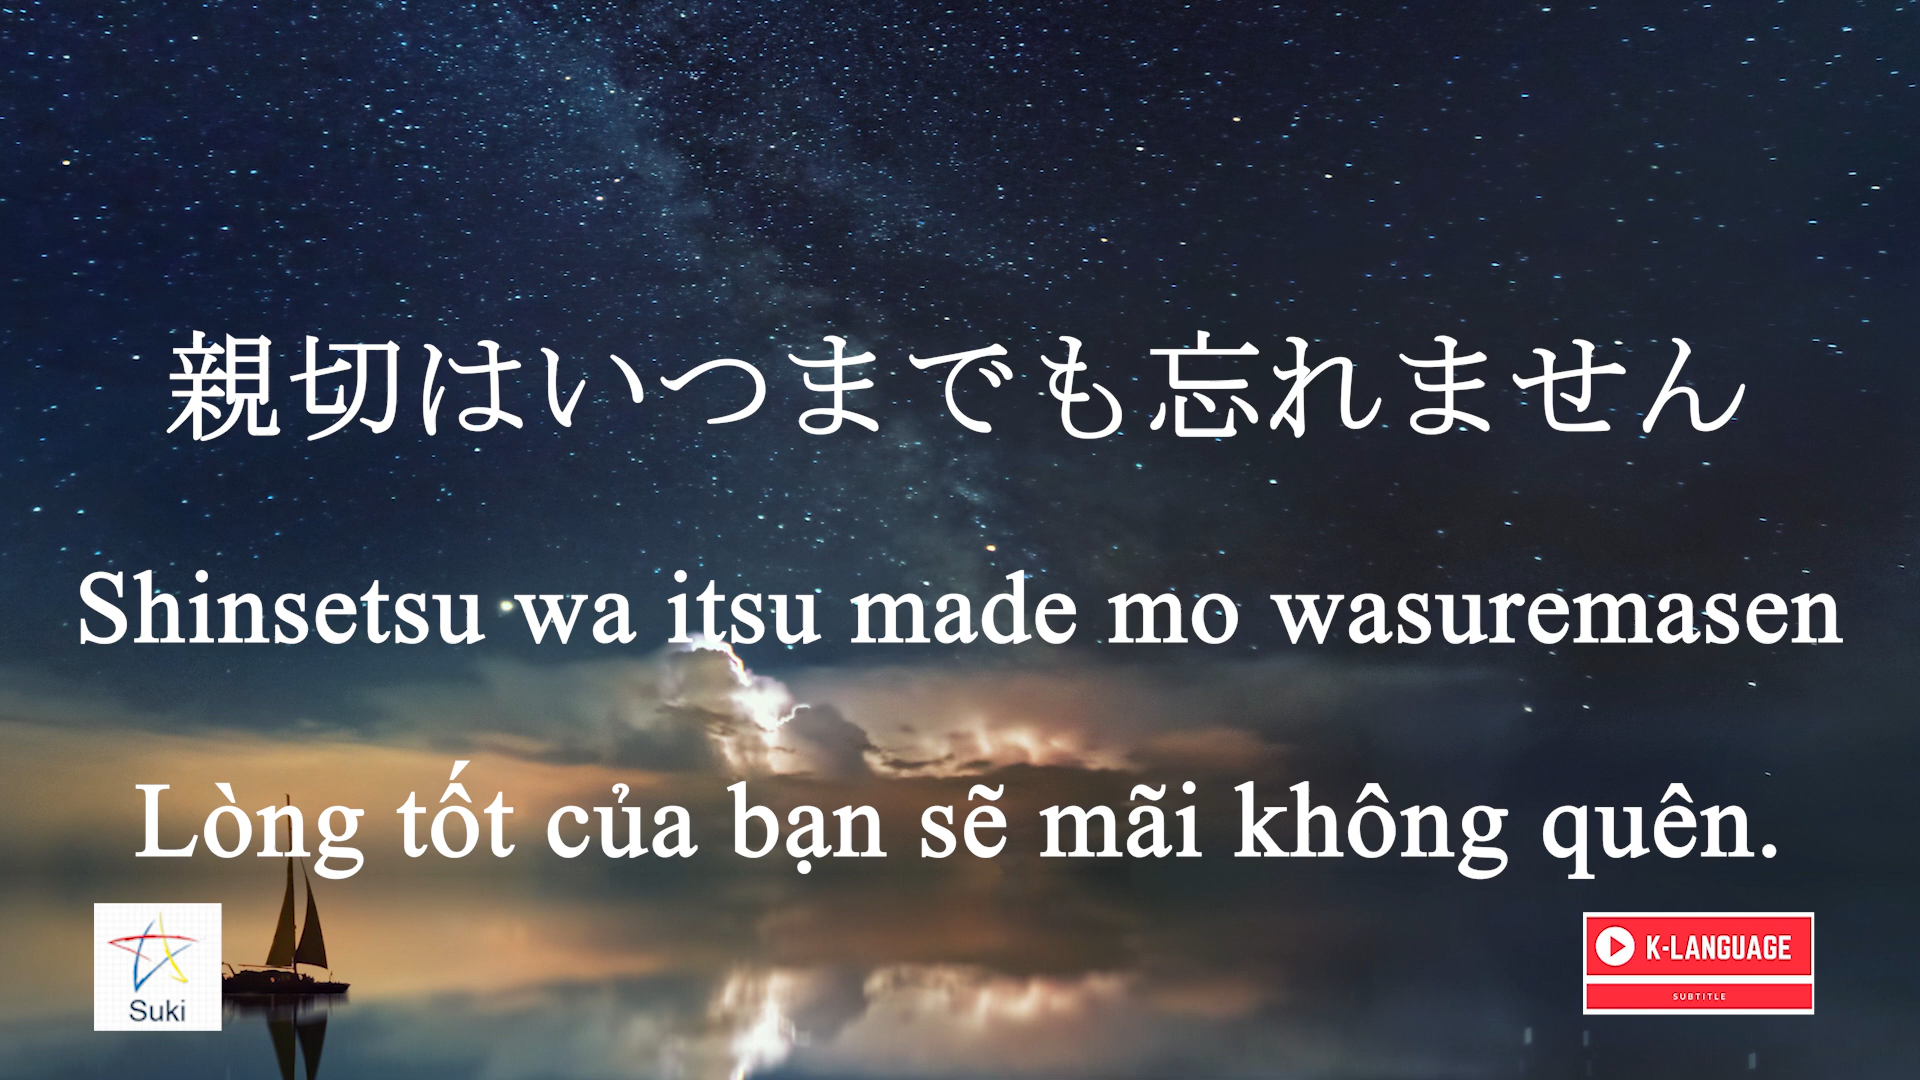 親切はいつまでも忘れません
Shinsetsu wa itsu made mo wasuremasen
Lòng tốt của bạn sẽ mãi không quên.
Suki
K-LANGUAGE
SUBTITLE